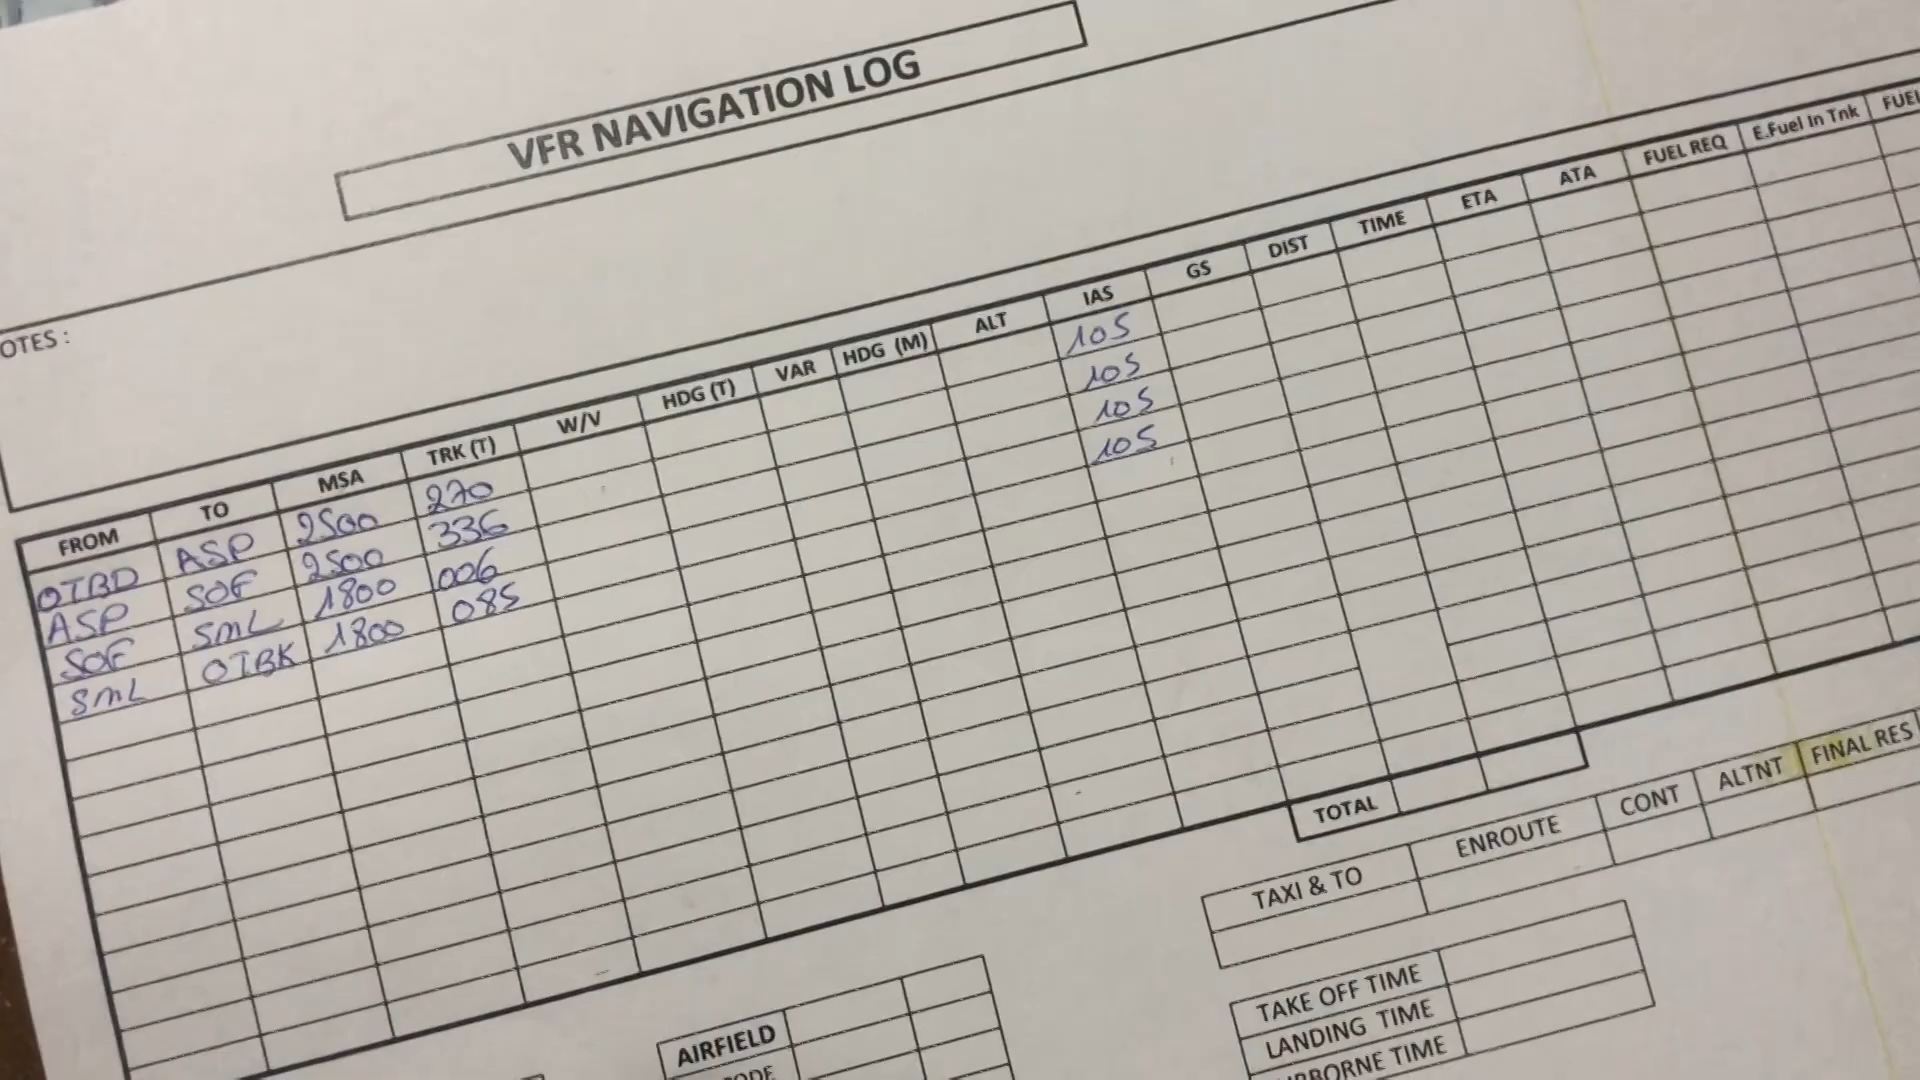 VFR NAVIGATION LOG
OTES :
FROM TO MSA TRK (T) W/V HDG (T) VAR HDG (M) ALT IAS GS DIST TIME ETA ATA FUEL REQ E.Fuel In Tnk FUEL
OTBD ASP 2500 270 105
ASP SOF 2500 336 105
SOF SML 1800 006 105
SML OTBK 1800 085 105
TOTAL
TAXI & TO ENROUTE CONT ALTNT FINAL RES
AIRFIELD
TAKE OFF TIME
LANDING TIME
RBORNE TIME